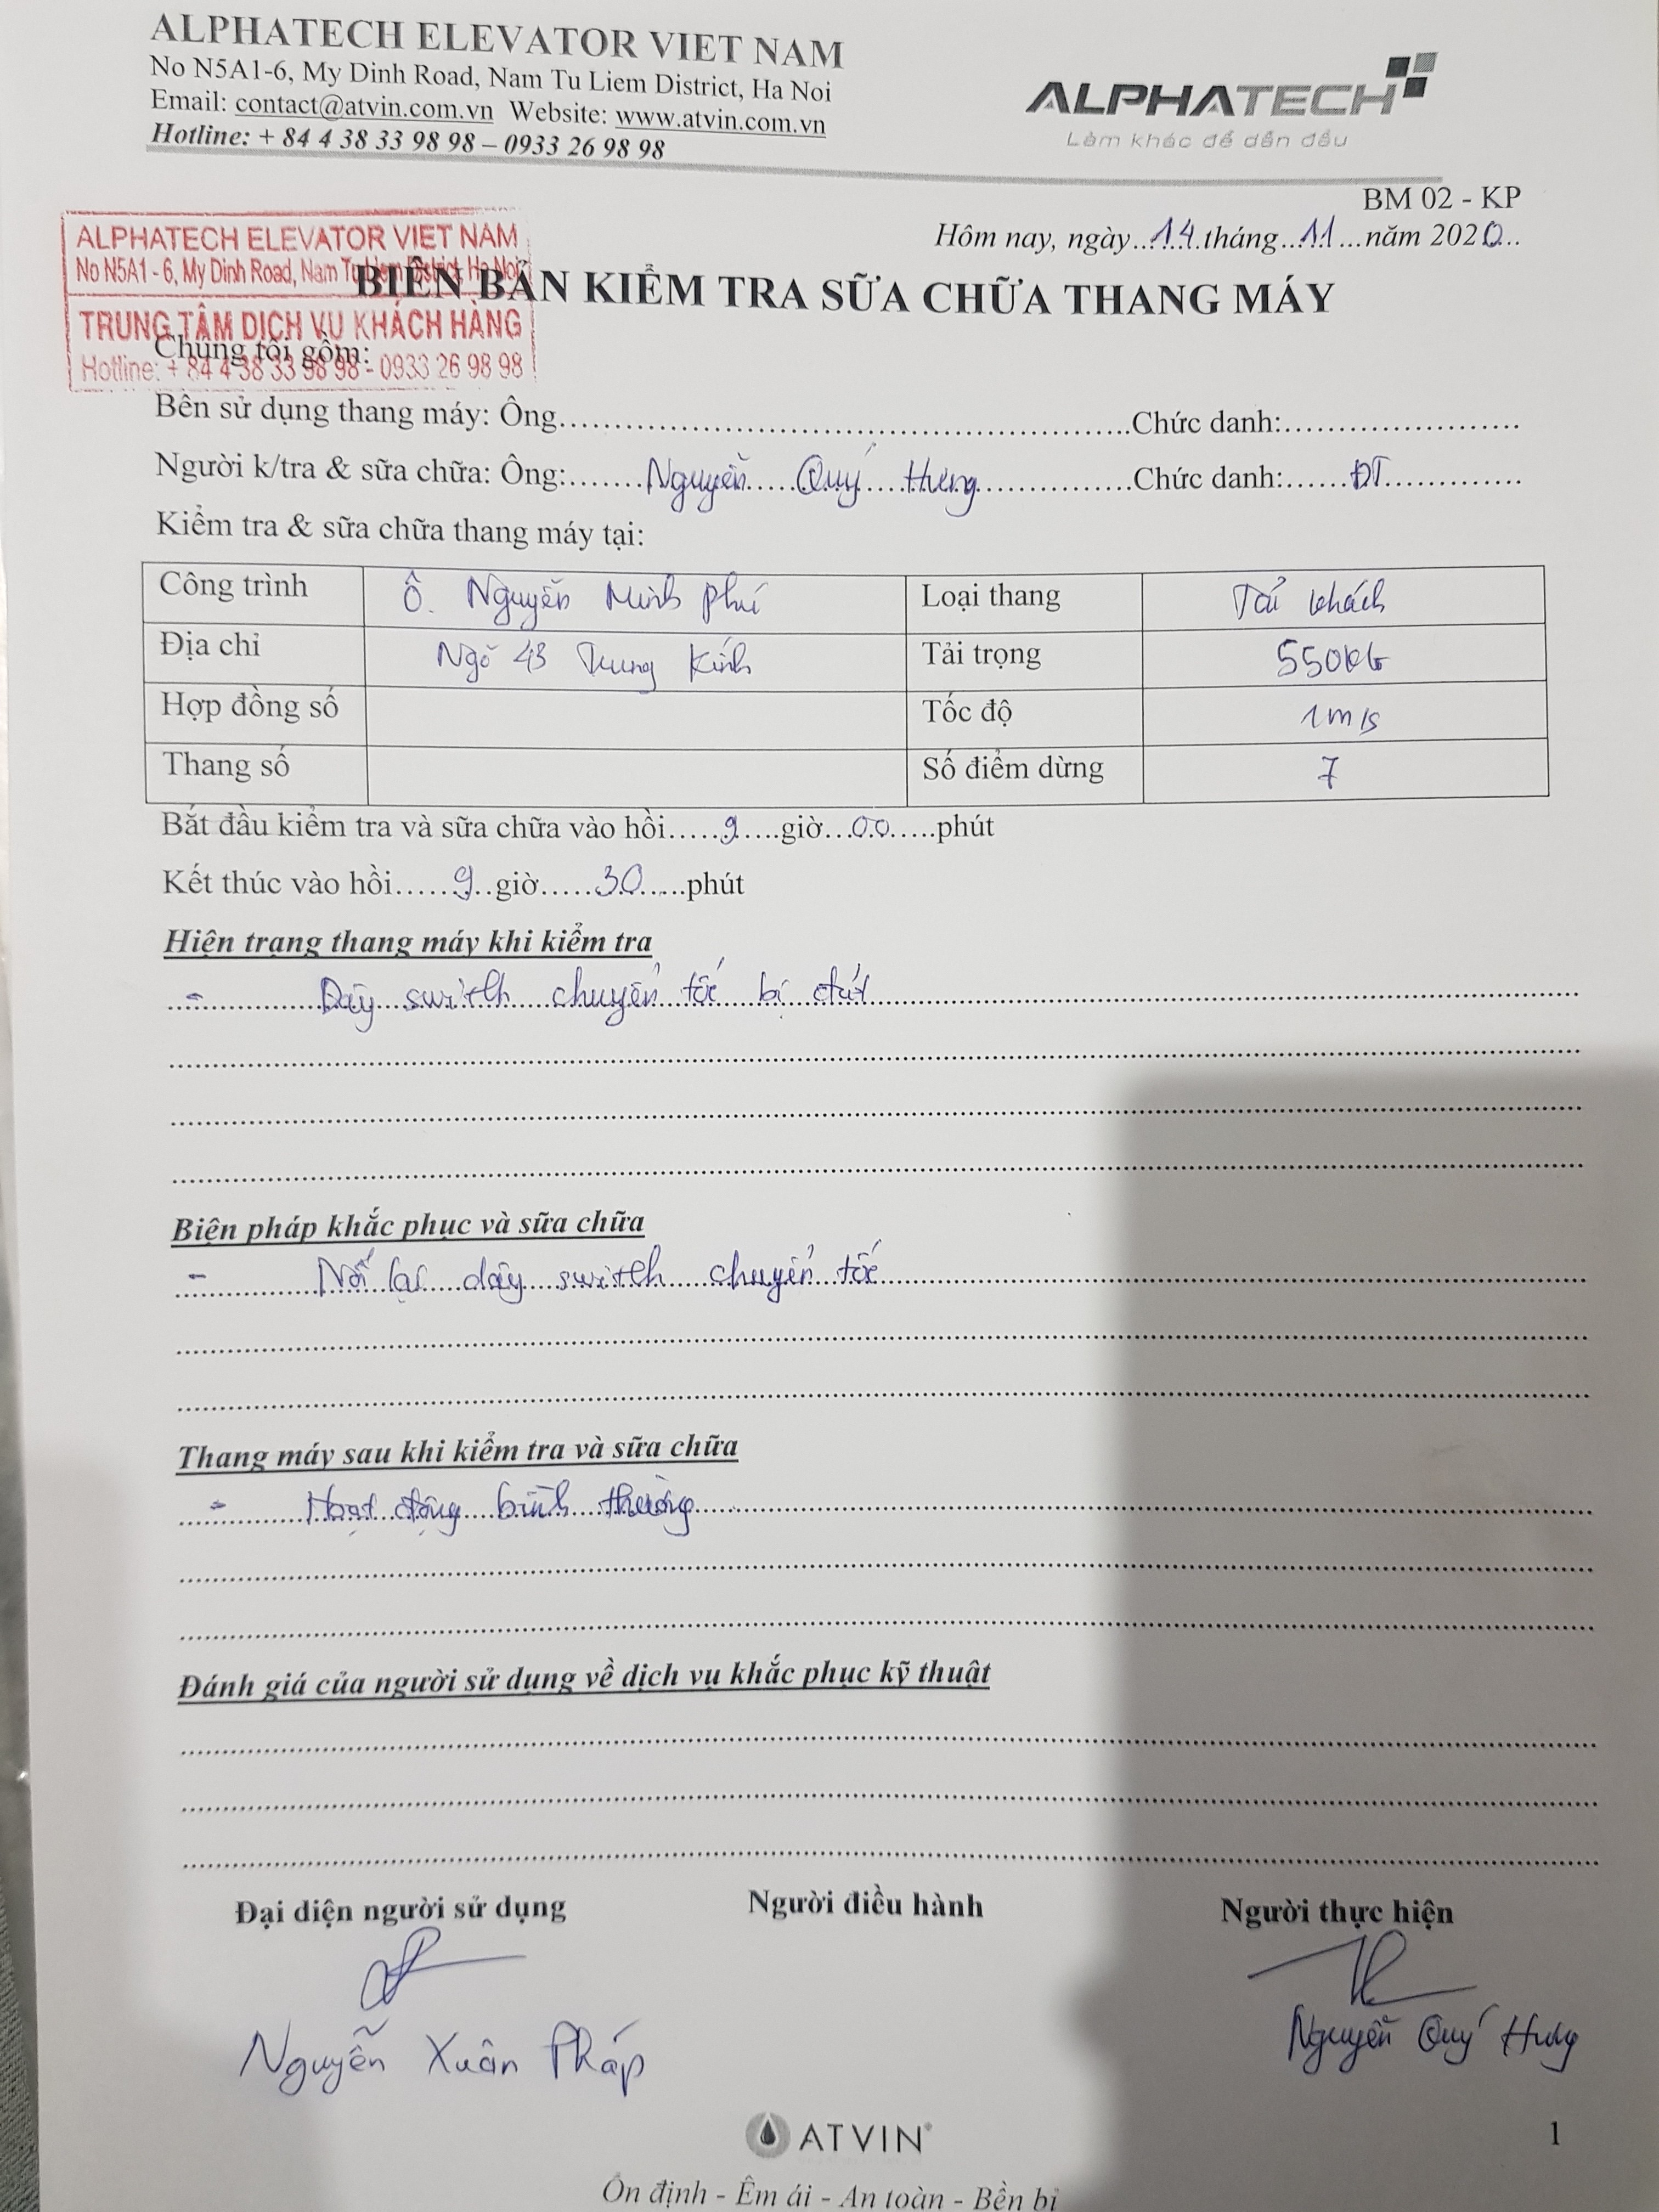 ALPHATECH ELEVATOR VIET NAM
No N5A1-6, My Dinh Road, Nam Tu Liem District, Ha Noi
Email: contact@atvin.com.vn Website: www.atvin.com.vn
Hotline: + 84 4 38 33 98 98 – 0933 26 98 98
ALPHATECH
Làm khác để dẫn đầu
BM 02 - KP
Hôm nay, ngày...14.tháng...11...năm 2020..
ALPHATECH ELEVATOR VIET NAM
No N5A1 - 6, My Dinh Road, Nam Tu Liem District, Ha Noi
TRUNG TÂM DỊCH VỤ KHÁCH HÀNG
Hotline: + 84 4 38 33 98 98 - 0933 26 98 98
BIÊN BẢN KIỂM TRA SỮA CHỮA THANG MÁY
Chúng tôi gồm:
Bên sử dụng thang máy: Ông..........Chức danh:..........
Người k/tra & sữa chữa: Ông:.......Nguyễn Quý Hưng..........Chức danh:......ĐT..........
Kiểm tra & sữa chữa thang máy tại:
Công trình Ô. Nguyễn Minh Phú Loại thang Tải khách
Địa chỉ Ngõ 43 Trung Kính Tải trọng 550KG
Hợp đồng số Tốc độ 1m/s
Thang số Số điểm dừng 7
Bắt đầu kiểm tra và sữa chữa vào hồi.....9....giờ...00.....phút
Kết thúc vào hồi.....9..giờ.....30.....phút
Hiện trạng thang máy khi kiểm tra
- Dây switch chuyển tốc bị đứt
Biện pháp khắc phục và sữa chữa
- Nối lại dây switch chuyển tốc
Thang máy sau khi kiểm tra và sữa chữa
- Hoạt động bình thường
Đánh giá của người sử dụng về dịch vụ khắc phục kỹ thuật
Đại diện người sử dụng Người điều hành Người thực hiện
Nguyễn Xuân Pháp Nguyễn Quý Hưng
ATVIN®
1
Ổn định - Êm ái - An toàn - Bền bỉ